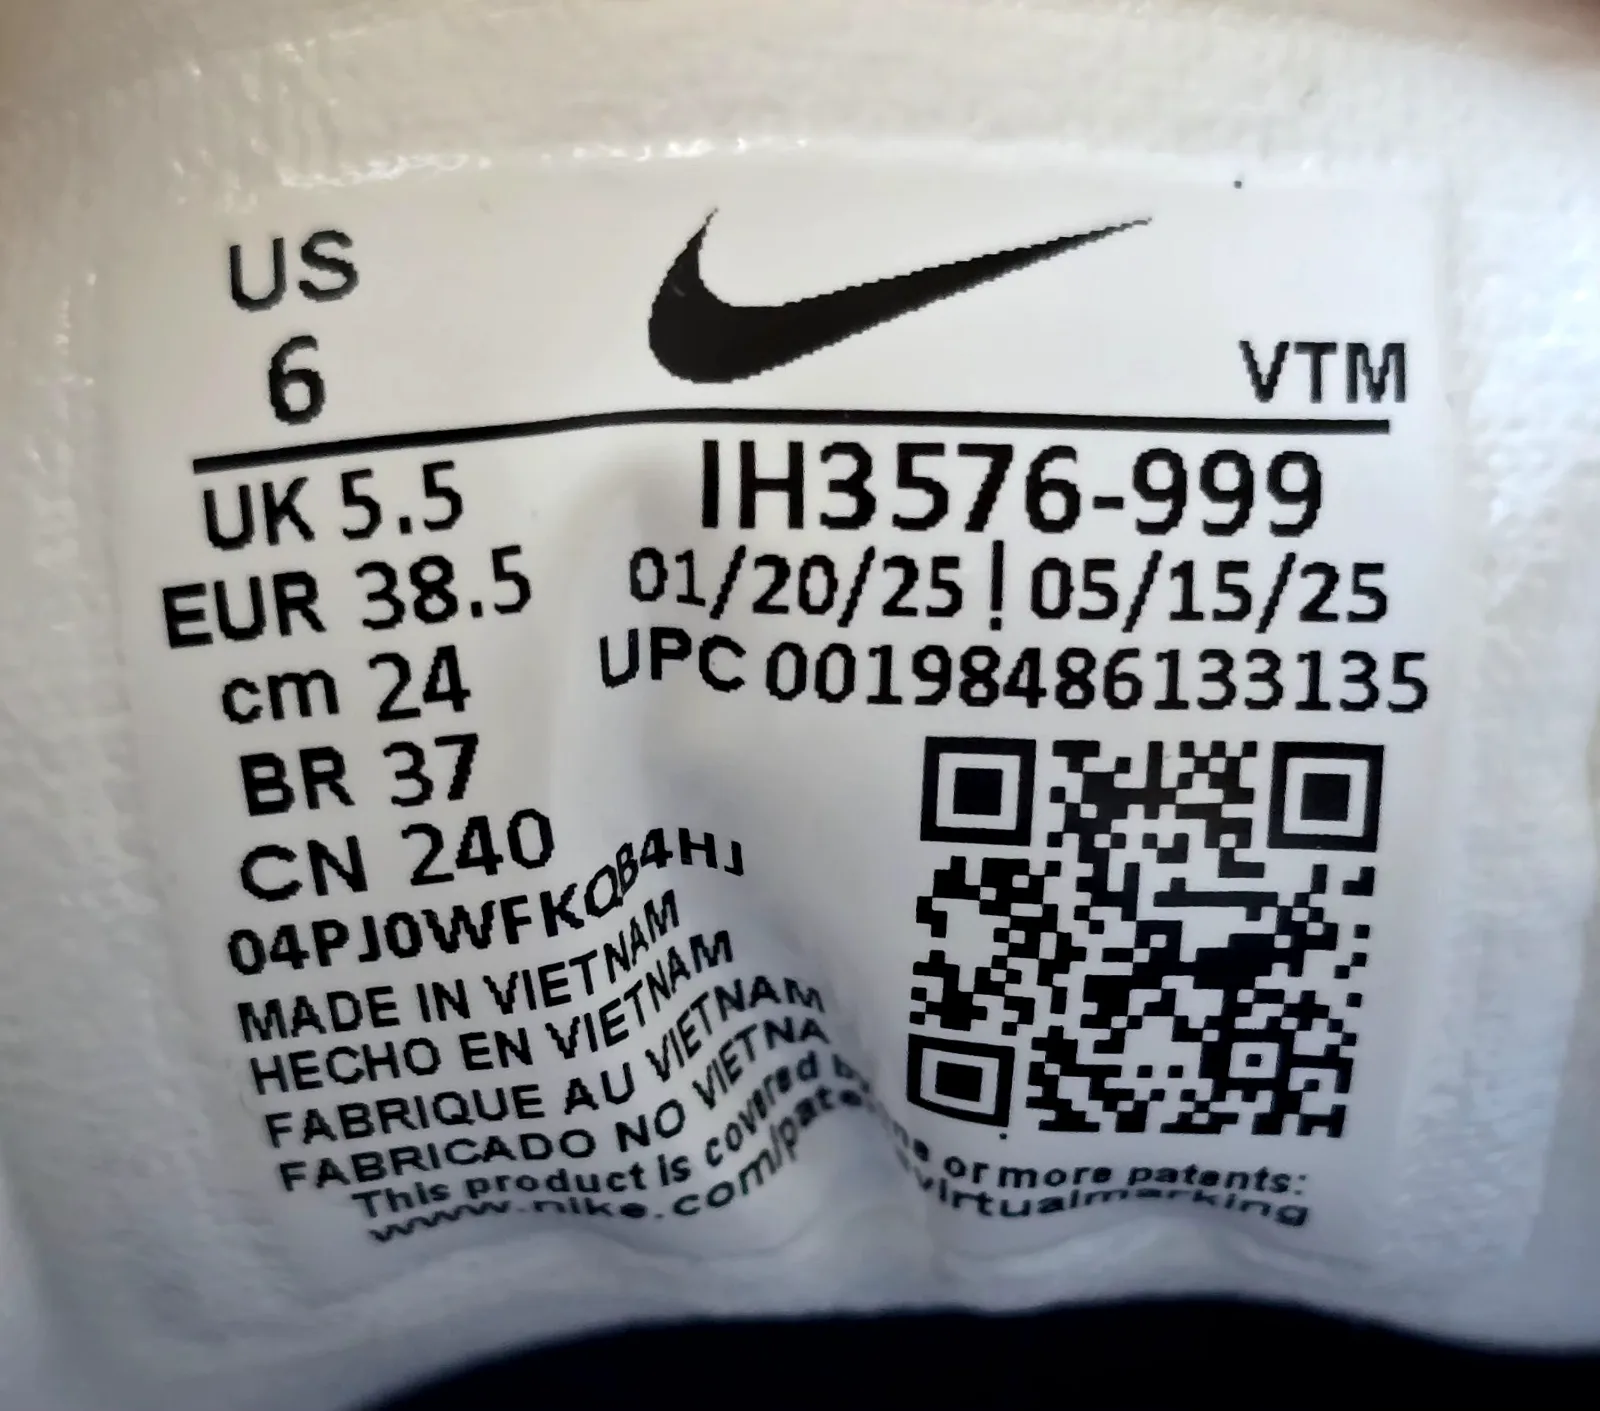 US
6
VTM
UK 5.5
EUR 38.5
cm 24
BR 37
CN 240
IH3576-999
01/20/25 ! 05/15/25
UPC 00198486133135
04PJ0WFKQB4HJ
MADE IN VIETNAM
HECHO EN VIETNAM
FABRIQUE AU VIETNAM
FABRICADO NO VIETNA
This product is covered by one or more patents:
www.nike.com/patents/virtualmarking